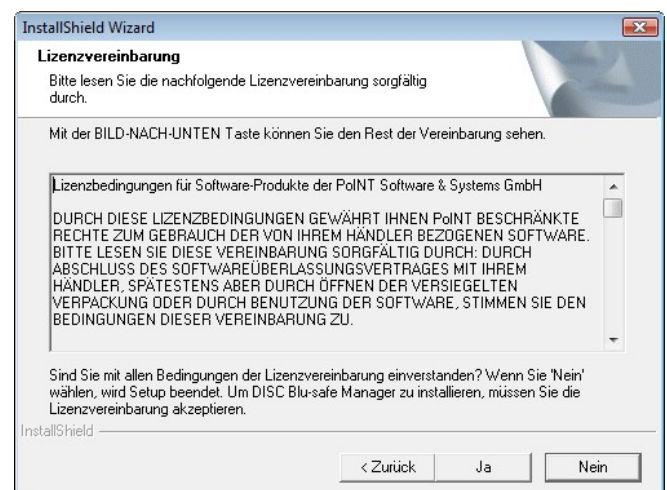 InstallShield Wizard
Lizenzvereinbarung
Bitte lesen Sie die nachfolgende Lizenzvereinbarung sorgfältig
durch.
Mit der BILD-NACH-UNTEN Taste können Sie den Rest der Vereinbarung sehen.
Lizenzbedingungen für Software-Produkte der PoINT Software & Systems GmbH
DURCH DIESE LIZENZBEDINGUNGEN GEWÄHRT IHNEN PoINT BESCHRÄNKTE
RECHTE ZUM GEBRAUCH DER VON IHREM HÄNDLER BEZOGENEN SOFTWARE.
BITTE LESEN SIE DIESE VEREINBARUNG SORGFÄLTIG DURCH: DURCH
ABSCHLUSS DES SOFTWAREÜBERLASSUNGSVERTRAGES MIT IHREM
HÄNDLER, SPÄTESTENS ABER DURCH ÖFFNEN DER VERSIEGELTEN
VERPACKUNG ODER DURCH BENUTZUNG DER SOFTWARE, STIMMEN SIE DEN
BEDINGUNGEN DIESER VEREINBARUNG ZU.
Sind Sie mit allen Bedingungen der Lizenzvereinbarung einverstanden? Wenn Sie 'Nein'
wählen, wird Setup beendet. Um DISC Blu-safe Manager zu installieren, müssen Sie die
Lizenzvereinbarung akzeptieren.
InstallShield
< Zurück Ja Nein